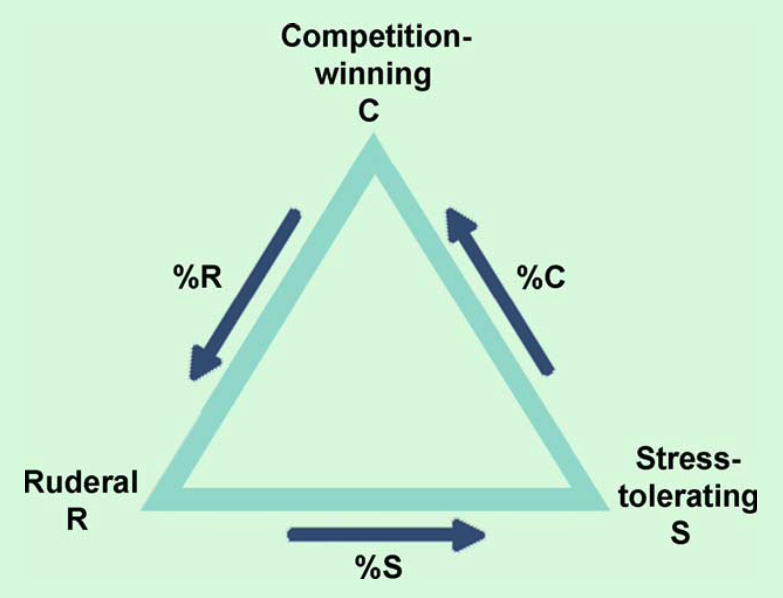 Competition-
winning
C
%R
%C
Ruderal
R
Stress-
tolerating
S
%S